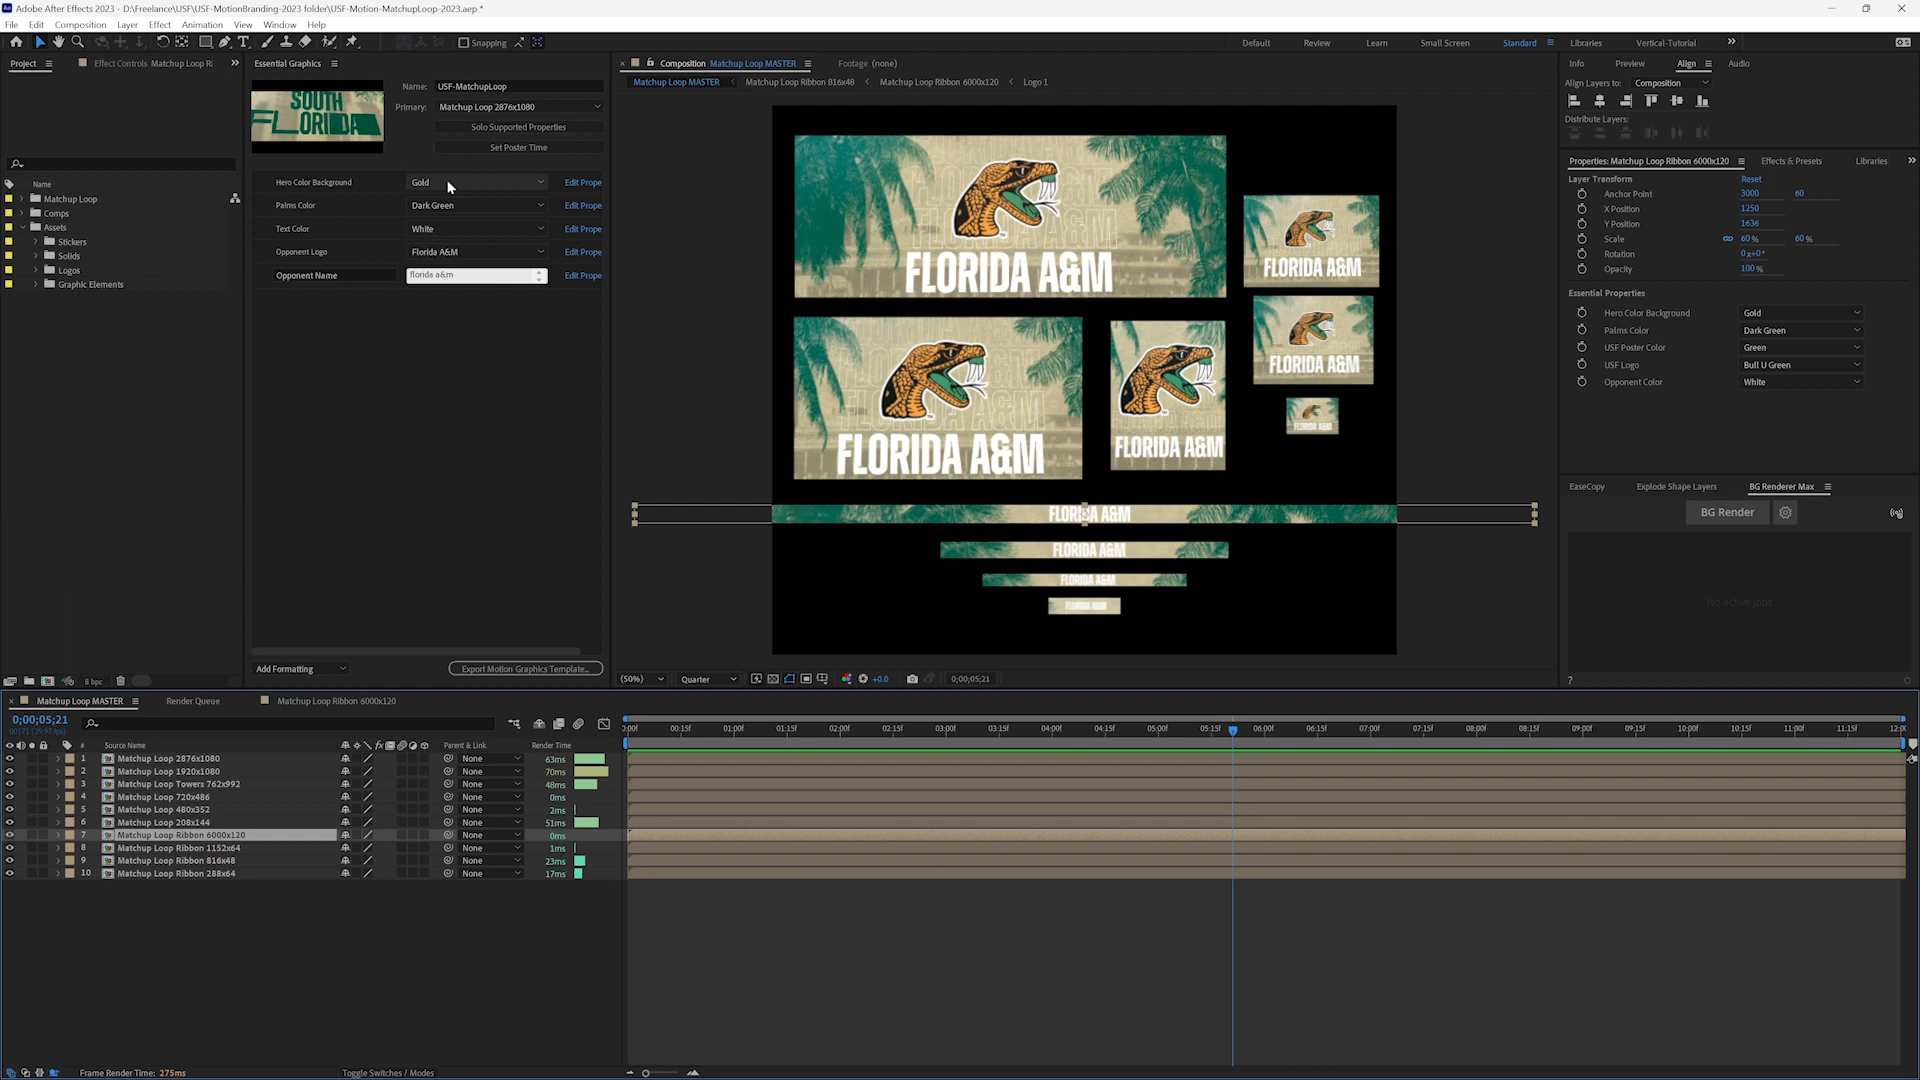 Adobe After Effects 2023 - D:\Freelance\USF\USF-MotionBranding-2023 folder\USF-Motion-MatchupLoop-2023.aep *
File Edit Composition Layer Effect Animation View Window Help
Snapping
Default Review Learn Small Screen Standard Libraries Vertical-Tutorial
Project Effect Controls Matchup Loop Ri
Name
Matchup Loop
Comps
Assets
Stickers
Solids
Logos
Graphic Elements
8 bpc
Essential Graphics
SOUTH
FLORIDA
Name: USF-MatchupLoop
Primary: Matchup Loop 2876x1080
Solo Supported Properties
Set Poster Time
Hero Color Background Gold Edit Prope
Palms Color Dark Green Edit Prope
Text Color White Edit Prope
Opponent Logo Florida A&M Edit Prope
Opponent Name florida a&m Edit Prope
Add Formatting Export Motion Graphics Template...
Composition Matchup Loop MASTER Footage (none)
Matchup Loop MASTER Matchup Loop Ribbon 816x48 Matchup Loop Ribbon 6000x120 Logo 1
FLORIDA A&M
FLORIDA A&M
FLORIDA A&M
FLORIDA A&M
FLORIDA A&M
FLORIDA A&M
FLORIDA A&M
FLORIDA A&M
FLORIDA A&M
FLORIDA A&M
(50%) Quarter +0.0 0;00;05;21
Info Preview Align Audio
Align Layers to: Composition
Distribute Layers:
Properties: Matchup Loop Ribbon 6000x120 Effects & Presets Libraries
Layer Transform Reset
Anchor Point 3000 60
X Position 1250
Y Position 1636
Scale 60 % 60 %
Rotation 0x+0°
Opacity 100 %
Essential Properties
Hero Color Background Gold
Palms Color Dark Green
USF Poster Color Green
USF Logo Bull U Green
Opponent Color White
EaseCopy Explode Shape Layers BG Renderer Max
BG Render
No active jobs
?
Matchup Loop MASTER Render Queue Matchup Loop Ribbon 6000x120
0;00;05;21
00171 (29.97 fps)
# Source Name Parent & Link Render Time
1 Matchup Loop 2876x1080 None 63ms
2 Matchup Loop 1920x1080 None 70ms
3 Matchup Loop Towers 762x992 None 48ms
4 Matchup Loop 720x486 None 0ms
5 Matchup Loop 480x352 None 2ms
6 Matchup Loop 208x144 None 51ms
7 Matchup Loop Ribbon 6000x120 None 0ms
8 Matchup Loop Ribbon 1152x64 None 1ms
9 Matchup Loop Ribbon 816x48 None 23ms
10 Matchup Loop Ribbon 288x64 None 17ms
00:15f 01:00f 01:15f 02:00f 02:15f 03:00f 03:15f 04:00f 04:15f 05:00f 05:15f 06:00f 06:15f 07:00f 07:15f 08:00f 08:15f 09:00f 09:15f 10:00f 10:15f 11:00f 11:15f
Frame Render Time: 275ms Toggle Switches / Modes